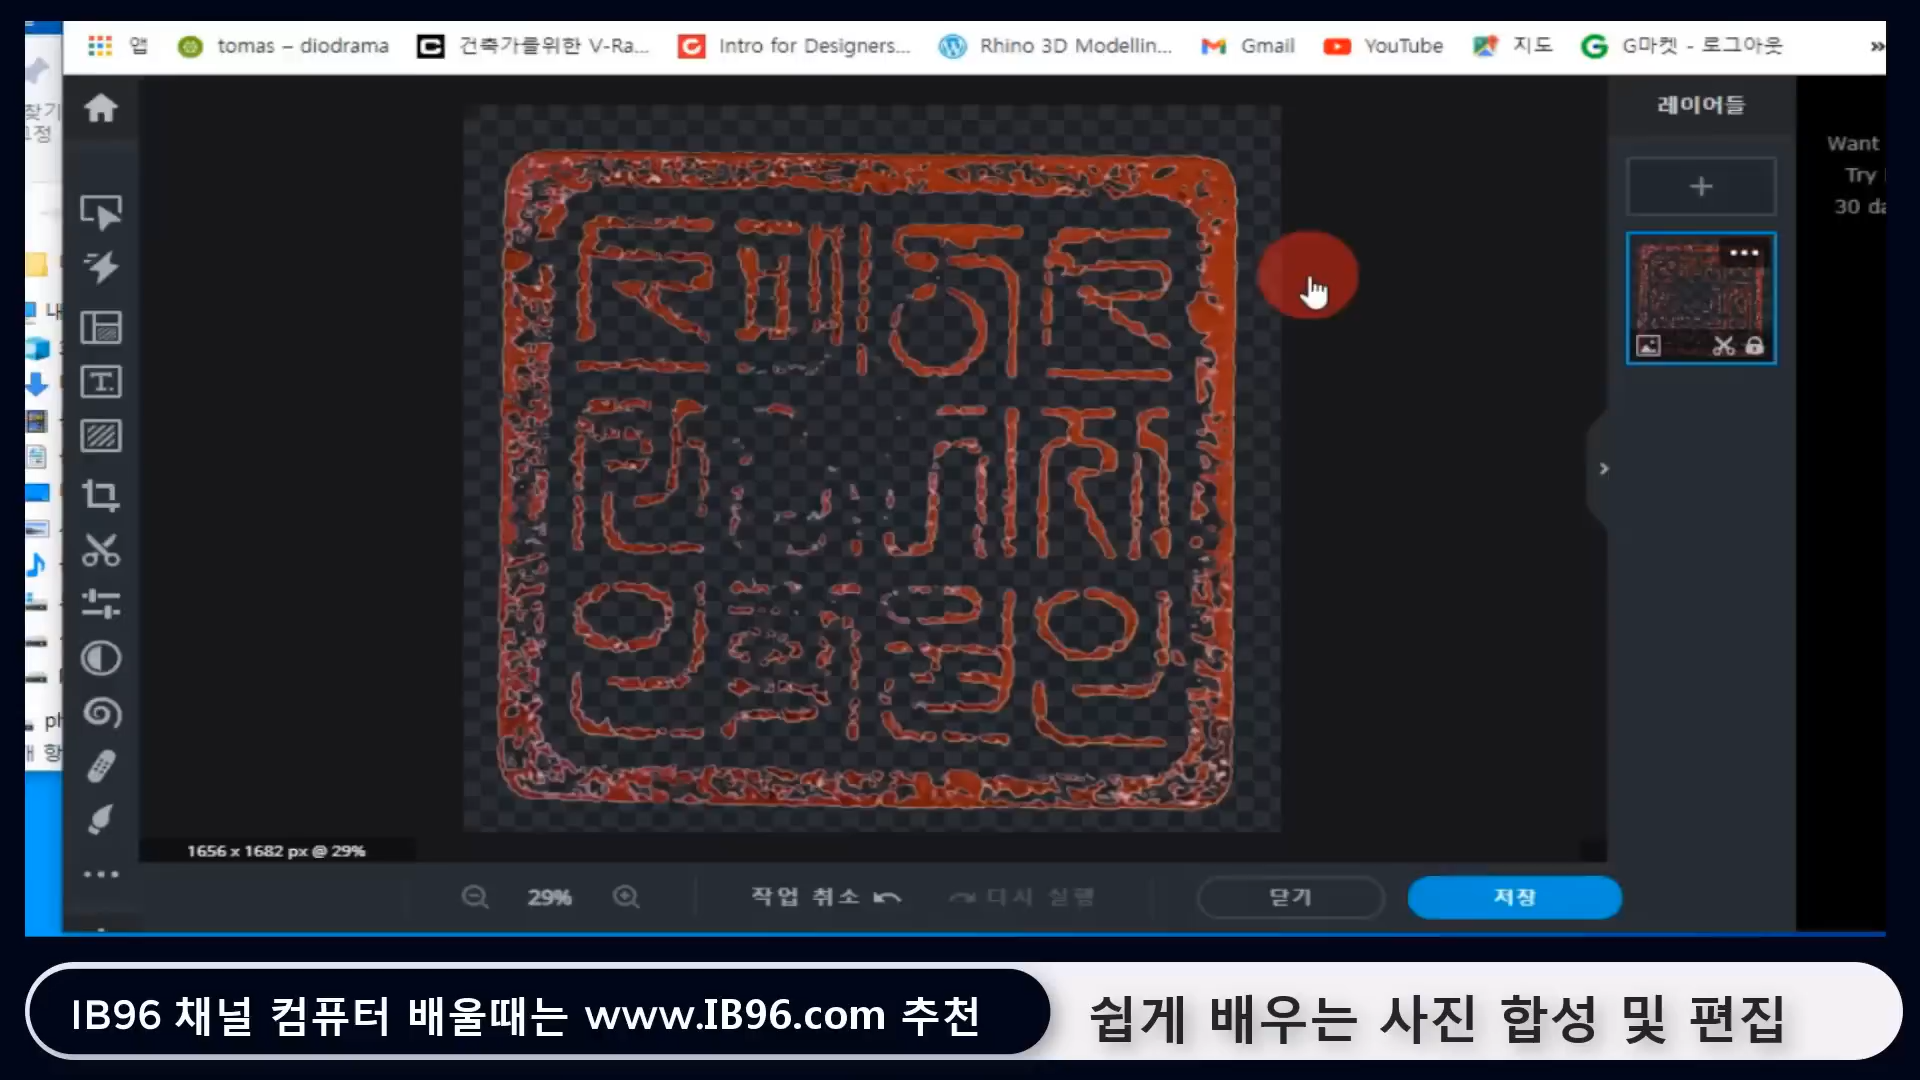 앱 tomas – diodrama 건축가를위한 V-Ra... Intro for Designers... Rhino 3D Modellin... Gmail YouTube 지도 G마켓 - 로그아웃 »
찾기
레이어들
Want
Try
30 da
T.
1656 x 1682 px @ 29%
29% 작업 취소 다시 실행 닫기 저장
IB96 채널 컴퓨터 배울때는 www.IB96.com 추천
쉽게 배우는 사진 합성 및 편집